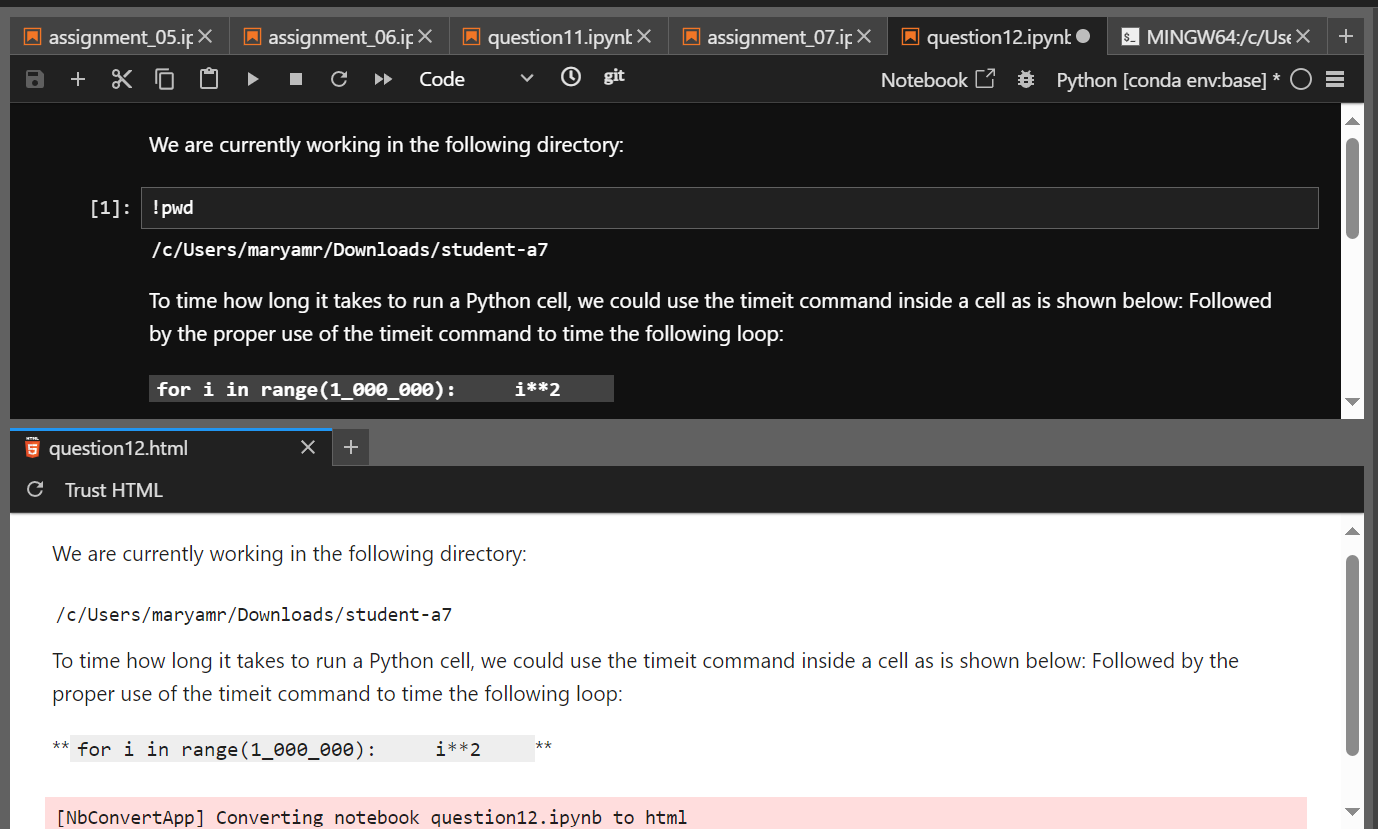 assignment_05.ip
assignment_06.ip
question11.ipynb
assignment_07.ip
question12.ipynb
MINGW64:/c/Use
Code
git
Notebook
Python [conda env:base] *
We are currently working in the following directory:
[1]:
!pwd
/c/Users/maryamr/Downloads/student-a7
To time how long it takes to run a Python cell, we could use the timeit command inside a cell as is shown below: Followed
by the proper use of the timeit command to time the following loop:
for i in range(1_000_000):     i**2
question12.html
Trust HTML
We are currently working in the following directory:
/c/Users/maryamr/Downloads/student-a7
To time how long it takes to run a Python cell, we could use the timeit command inside a cell as is shown below: Followed by the
proper use of the timeit command to time the following loop:
** for i in range(1_000_000):     i**2     **
[NbConvertApp] Converting notebook question12.ipynb to html